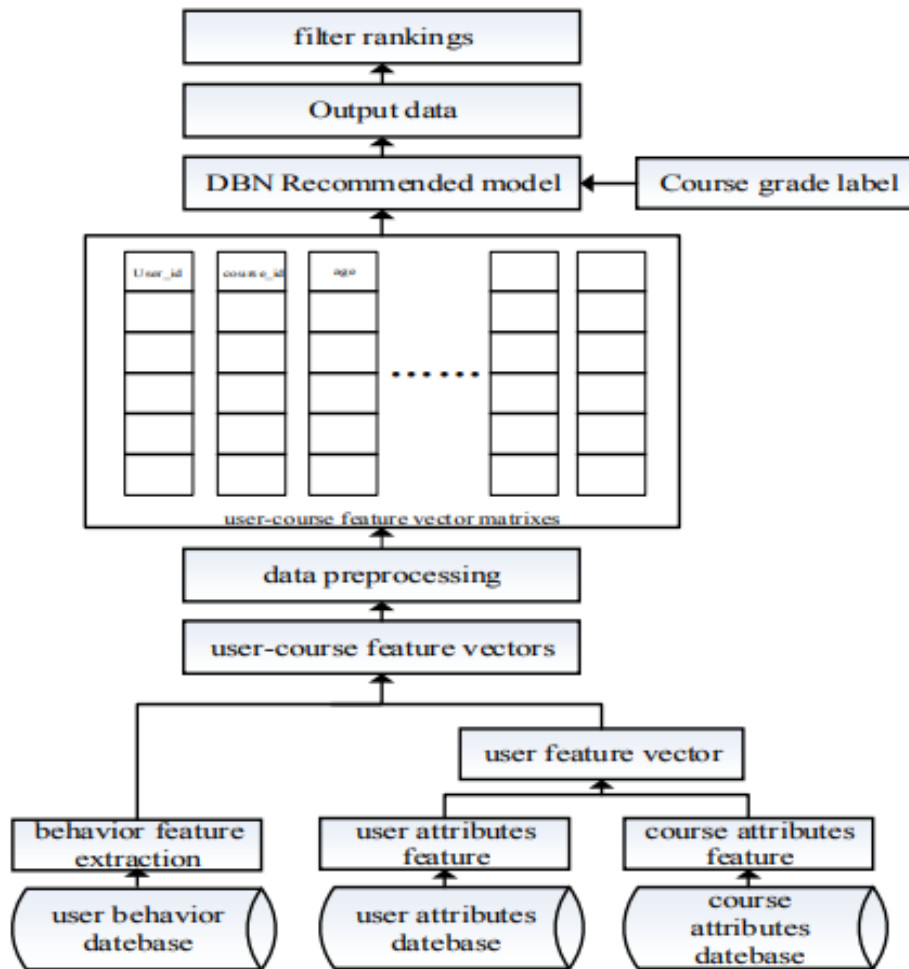 filter rankings
Output data
DBN Recommended model
Course grade label
User_id
course_id
age
......
user-course feature vector matrixes
data preprocessing
user-course feature vectors
user feature vector
behavior feature
extraction
user attributes
feature
course attributes
feature
user behavior
datebase
user attributes
datebase
course
attributes
datebase